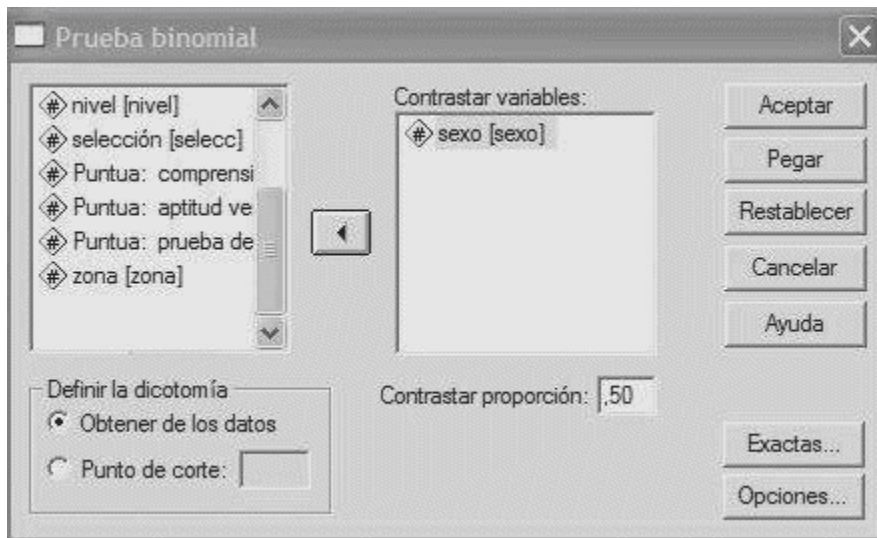 Prueba binomial
nivel [nivel]
selección [selecc]
Puntua: comprensi
Puntua: aptitud ve
Puntua: prueba de
zona [zona]
Contrastar variables:
sexo [sexo]
Aceptar
Pegar
Restablecer
Cancelar
Ayuda
Definir la dicotomía
Obtener de los datos
Punto de corte:
Contrastar proporción: ,50
Exactas...
Opciones...